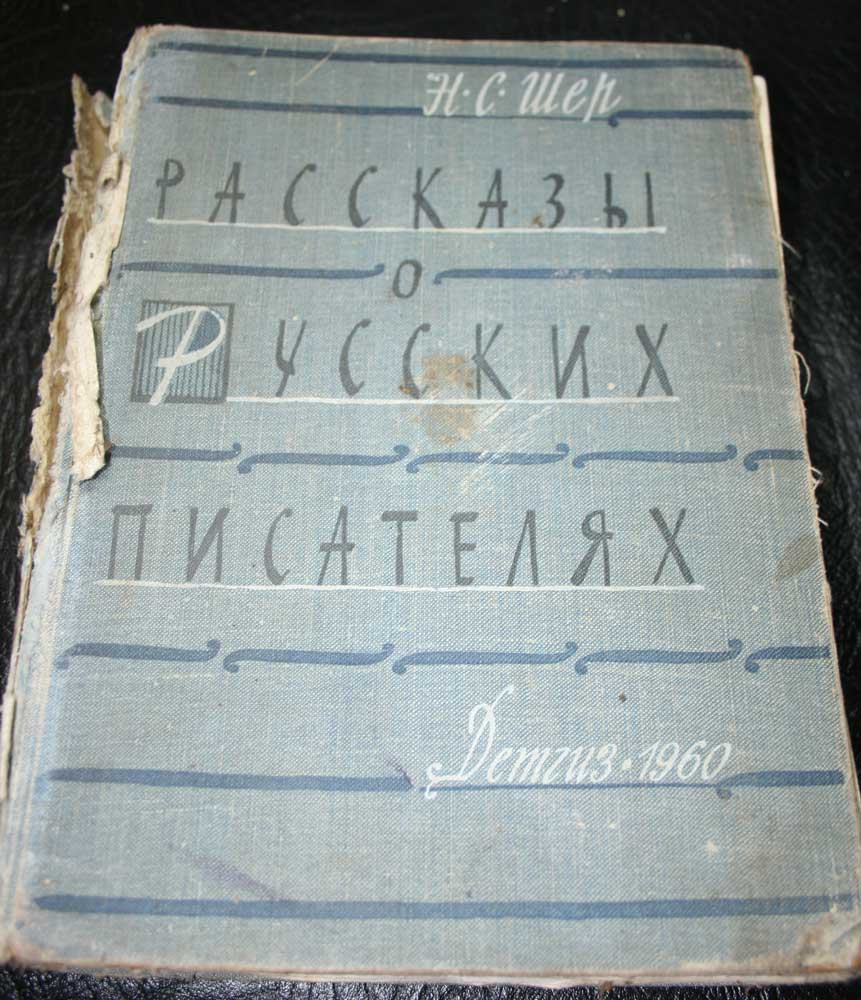 Н·С·Шер
РАССКАЗЫ
О
РУССКИХ
ПИСАТЕЛЯХ
Детгиз·1960